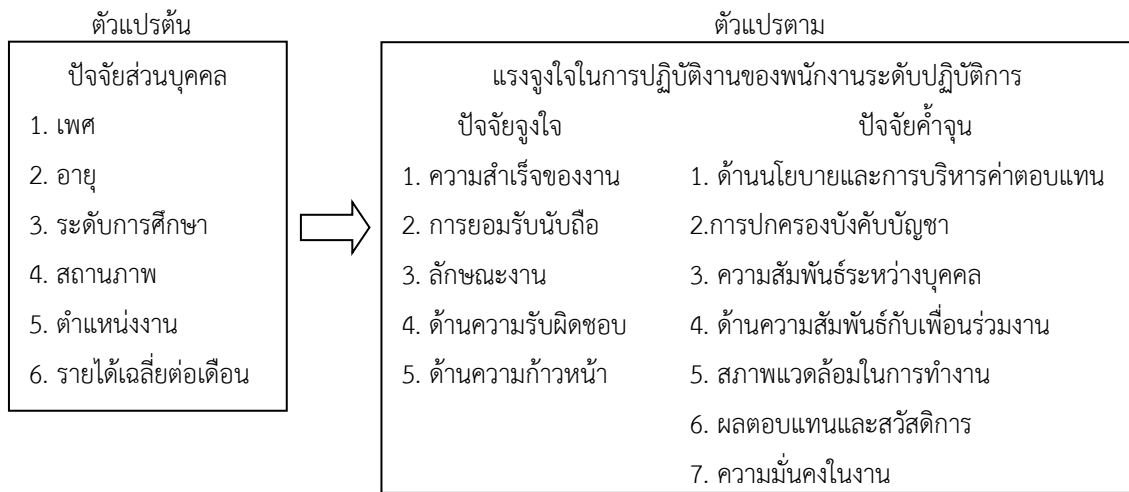 ตัวแปรต้น
ปัจจัยส่วนบุคคล
1. เพศ
2. อายุ
3. ระดับการศึกษา
4. สถานภาพ
5. ตำแหน่งงาน
6. รายได้เฉลี่ยต่อเดือน
ตัวแปรตาม
แรงจูงใจในการปฏิบัติงานของพนักงานระดับปฏิบัติการ
ปัจจัยจูงใจ
1. ความสำเร็จของงาน
2. การยอมรับนับถือ
3. ลักษณะงาน
4. ด้านความรับผิดชอบ
5. ด้านความก้าวหน้า
ปัจจัยค้ำจุน
1. ด้านนโยบายและการบริหารค่าตอบแทน
2.การปกครองบังคับบัญชา
3. ความสัมพันธ์ระหว่างบุคคล
4. ด้านความสัมพันธ์กับเพื่อนร่วมงาน
5. สภาพแวดล้อมในการทำงาน
6. ผลตอบแทนและสวัสดิการ
7. ความมั่นคงในงาน